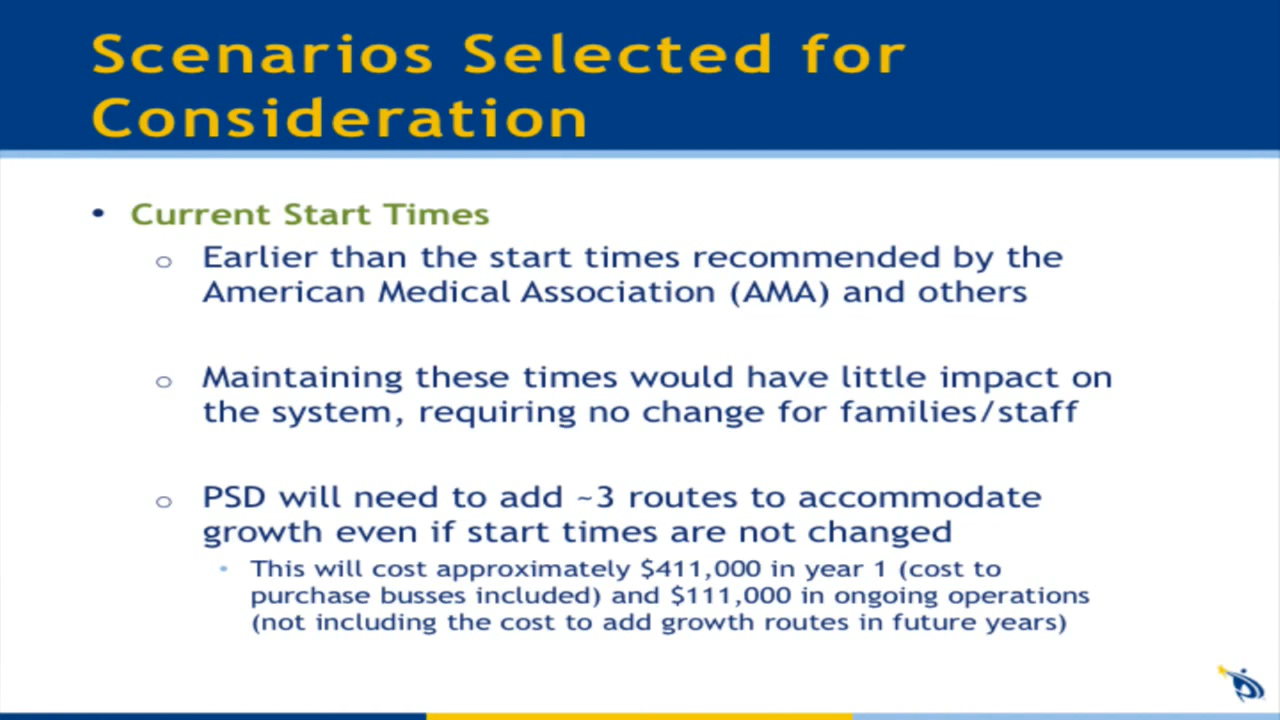 Scenarios Selected for
Consideration
• Current Start Times
o Earlier than the start times recommended by the
American Medical Association (AMA) and others
o Maintaining these times would have little impact on
the system, requiring no change for families/staff
o PSD will need to add ~3 routes to accommodate
growth even if start times are not changed
• This will cost approximately $411,000 in year 1 (cost to
purchase busses included) and $111,000 in ongoing operations
(not including the cost to add growth routes in future years)